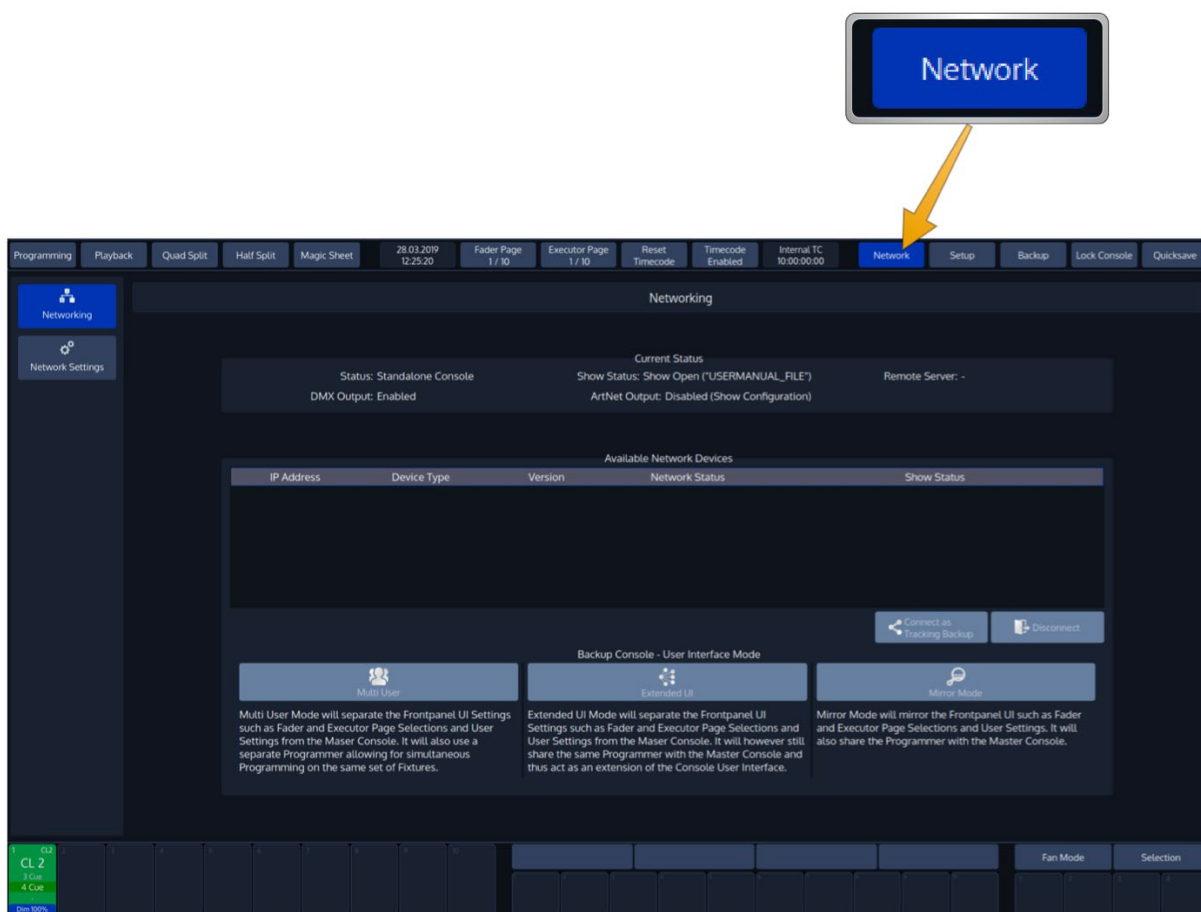 Network
Programming
Playback
Quad Split
Half Split
Magic Sheet
28.03.2019
12:25:20
Fader Page
1 / 10
Executor Page
1 / 10
Reset
Timecode
Timecode
Enabled
Internal TC
10:00:00:00
Network
Setup
Backup
Lock Console
Quicksave
Networking
Network Settings
Networking
Current Status
Status: Standalone Console
Show Status: Show Open ("USERMANUAL_FILE")
Remote Server: -
DMX Output: Enabled
ArtNet Output: Disabled (Show Configuration)
Available Network Devices
IP Address
Device Type
Version
Network Status
Show Status
Connect as
Tracking Backup
Disconnect
Backup Console - User Interface Mode
Multi User
Extended UI
Mirror Mode
Multi User Mode will separate the Frontpanel UI Settings
such as Fader and Executor Page Selections and User
Settings from the Maser Console. It will also use a
separate Programmer allowing for simultaneous
Programming on the same set of Fixtures.
Extended UI Mode will separate the Frontpanel UI
Settings such as Fader and Executor Page Selections and
User Settings from the Maser Console. It will however still
share the same Programmer with the Master Console and
thus act as an extension of the Console User Interface.
Mirror Mode will mirror the Frontpanel UI such as Fader
and Executor Page Selections and User Settings. It will
also share the Programmer with the Master Console.
1 CL2
CL 2
3 Cue
4 Cue
-
Dim 100%
2
3
4
5
6
7
8
9
10
Fan Mode
Selection